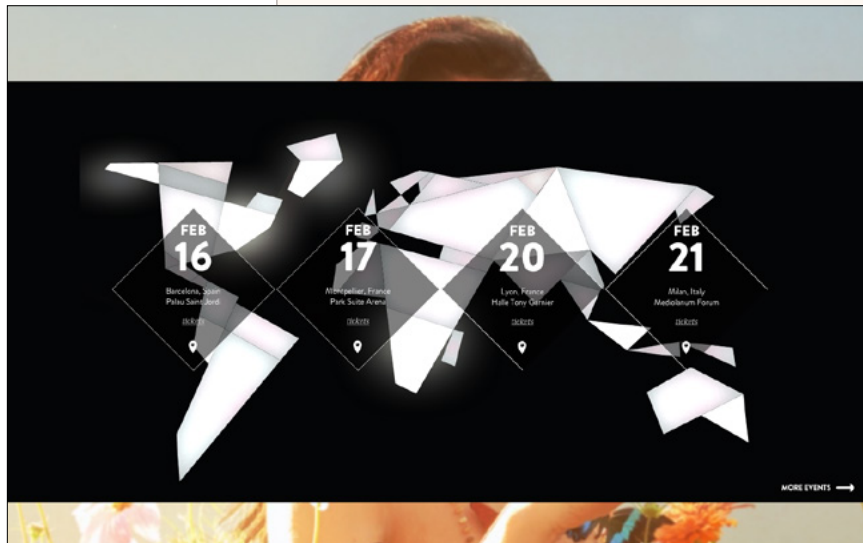 FEB
16
Barcelona, Spain
Palau Saint Jordi
TICKETS
FEB
17
Montpellier, France
Park Suite Arena
TICKETS
FEB
20
Lyon, France
Halle Tony Garnier
TICKETS
FEB
21
Milan, Italy
Mediolanum Forum
TICKETS
MORE EVENTS